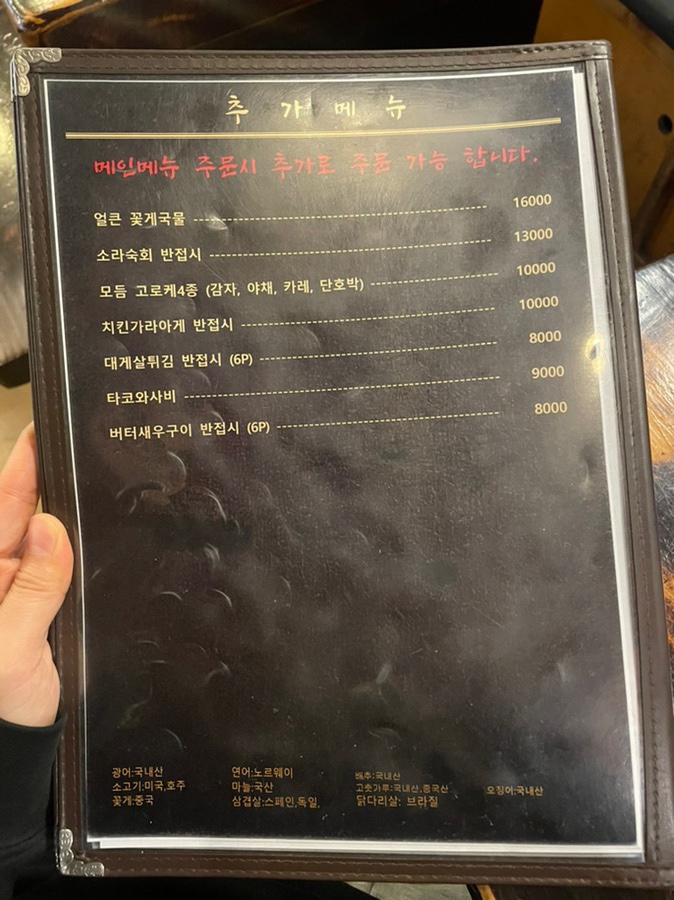 추 가 메 뉴
메인메뉴 주문시 추가로 주문 가능 합니다.
얼큰 꽃게국물 16000
소라숙회 반접시 13000
모듬 고로케4종 (감자, 야채, 카레, 단호박) 10000
치킨가라아게 반접시 10000
대게살튀김 반접시 (6P) 8000
타코와사비 9000
버터새우구이 반접시 (6P) 8000
광어:국내산 연어:노르웨이 배추:국내산
소고기:미국,호주 마늘:국산 고춧가루:국내산,중국산 오징어:국내산
꽃게:중국 삼겹살:스페인,독일, 닭다리살: 브라질